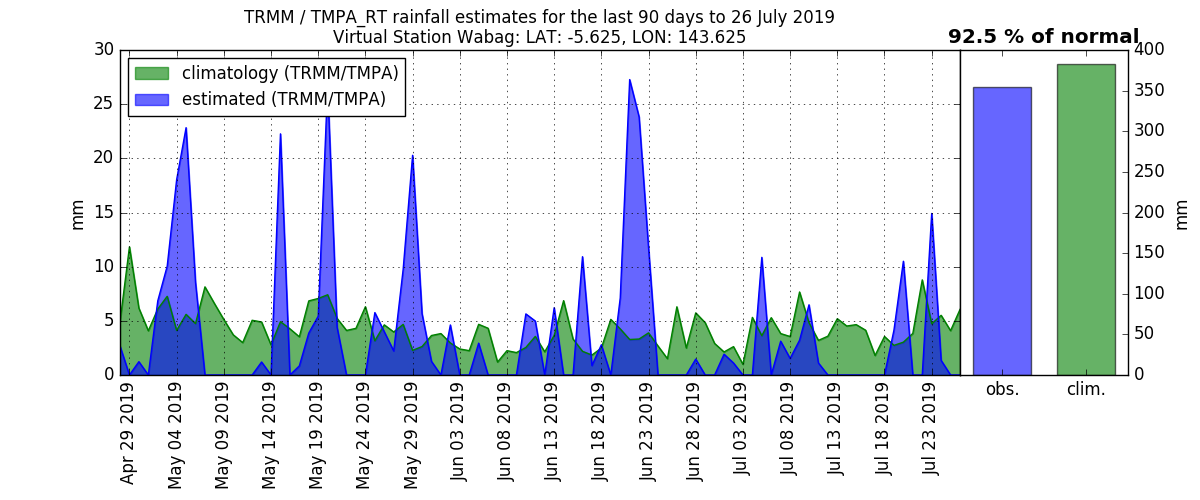 TRMM / TMPA_RT rainfall estimates for the last 90 days to 26 July 2019
Virtual Station Wabag: LAT: -5.625, LON: 143.625
92.5 % of normal
climatology (TRMM/TMPA)
estimated (TRMM/TMPA)
mm
30
25
20
15
10
5
0
Apr 29 2019
May 04 2019
May 09 2019
May 14 2019
May 19 2019
May 24 2019
May 29 2019
Jun 03 2019
Jun 08 2019
Jun 13 2019
Jun 18 2019
Jun 23 2019
Jun 28 2019
Jul 03 2019
Jul 08 2019
Jul 13 2019
Jul 18 2019
Jul 23 2019
obs.
clim.
400
350
300
250
200
150
100
50
0
mm